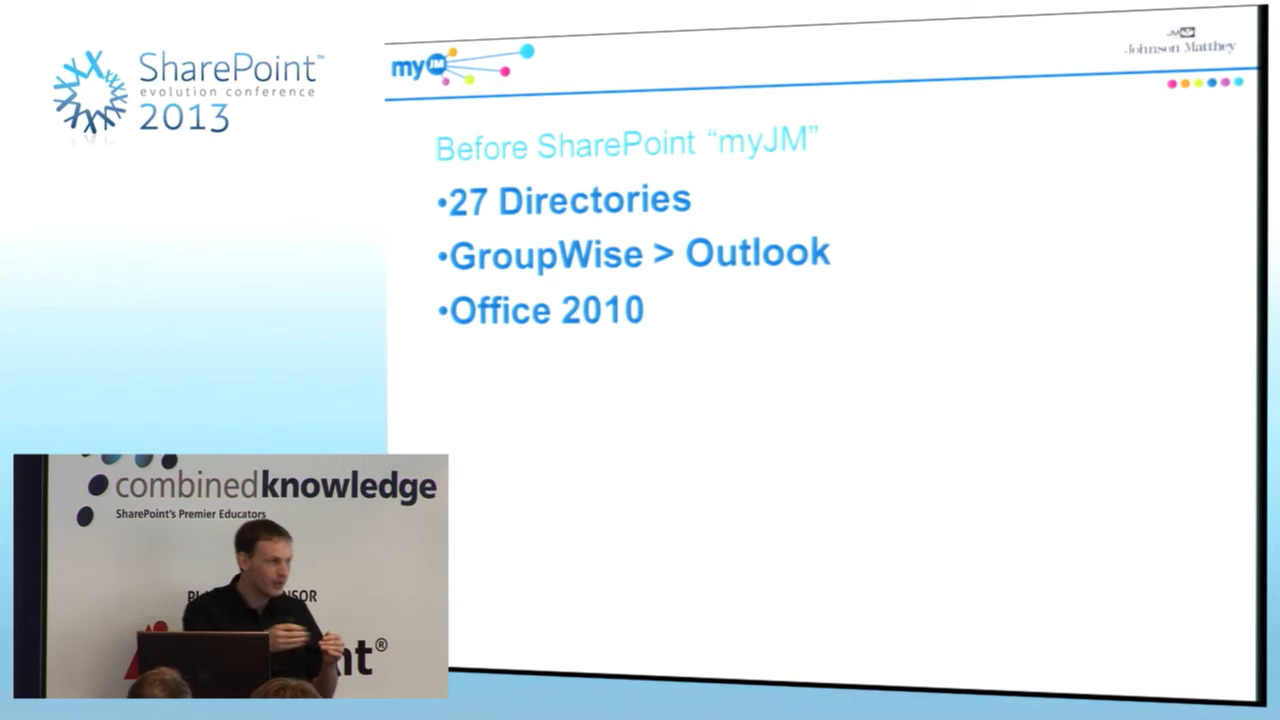 SharePoint™
evolution conference
2013
myJM
JM
Johnson Matthey
Before SharePoint “myJM”
•27 Directories
•GroupWise > Outlook
•Office 2010
combinedknowledge
SharePoint's Premier Educators